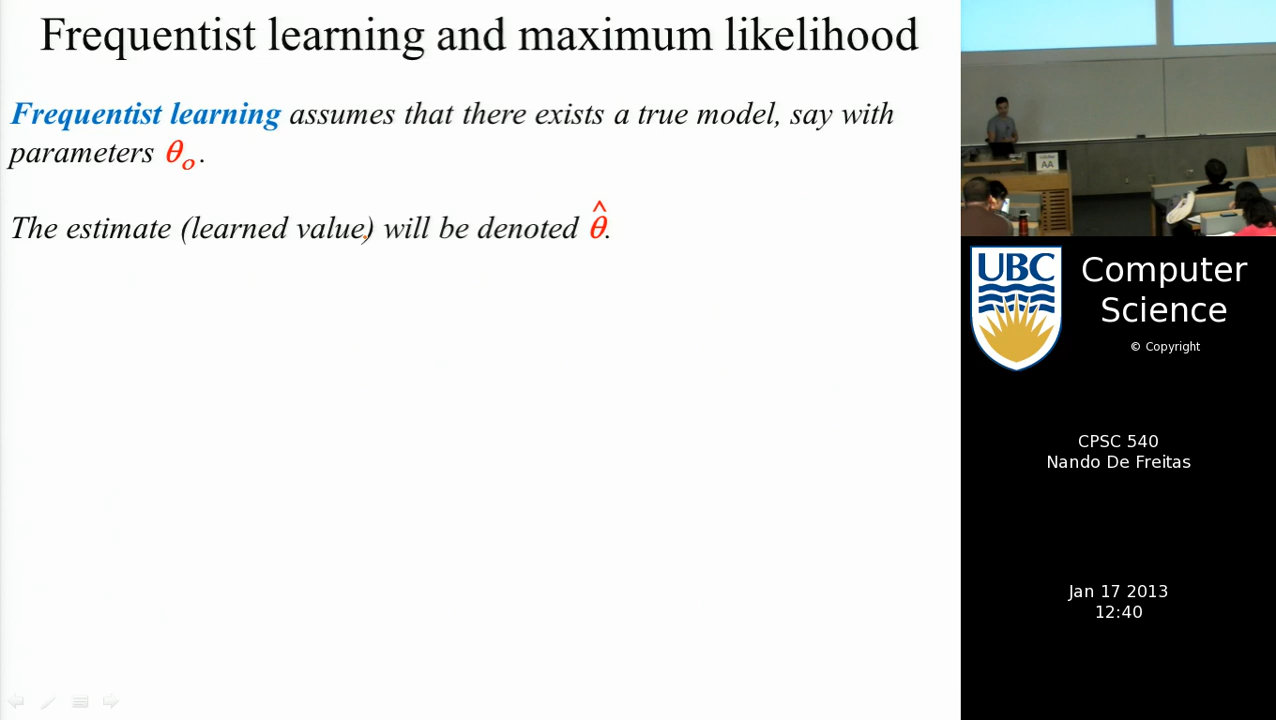 Frequentist learning and maximum likelihood
Frequentist learning assumes that there exists a true model, say with
parameters θₒ.
The estimate (learned value) will be denoted θ̂.
AA
UBC
Computer
Science
© Copyright
CPSC 540
Nando De Freitas
Jan 17 2013
12:40